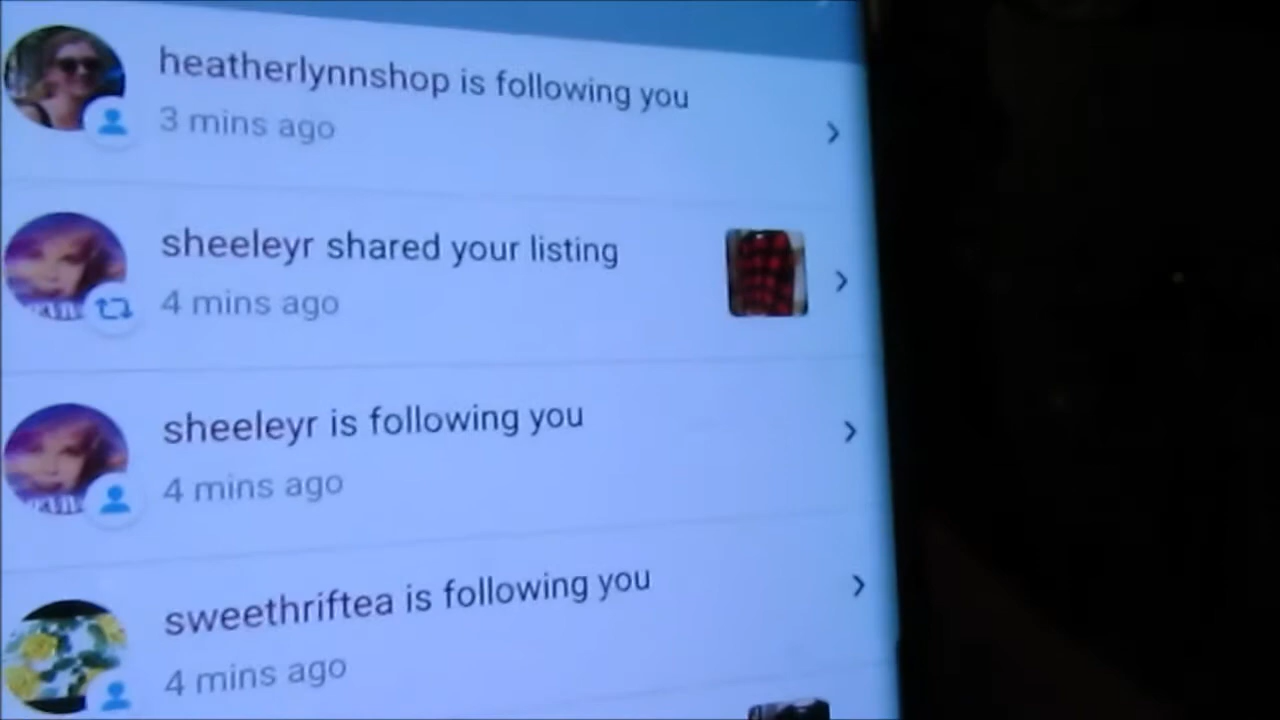 heatherlynnshop is following you
3 mins ago
sheeleyr shared your listing
4 mins ago
sheeleyr is following you
4 mins ago
sweethriftea is following you
4 mins ago